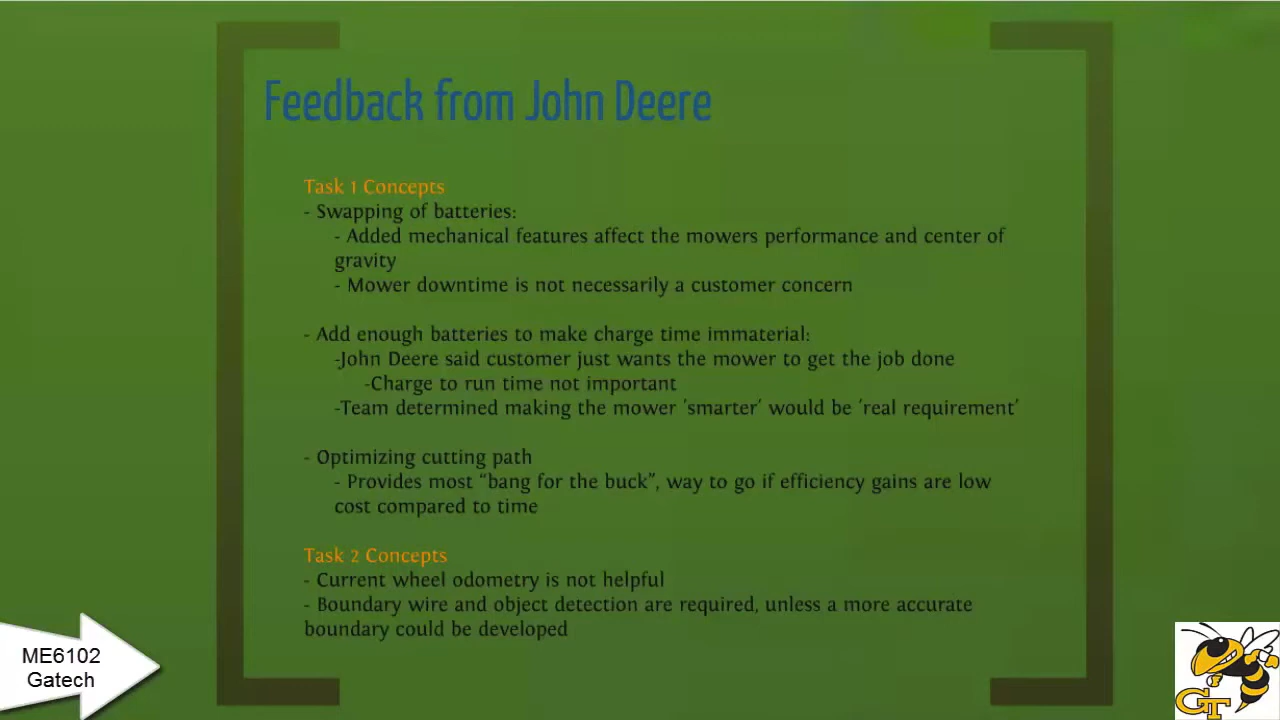 Feedback from John Deere
Task 1 Concepts
- Swapping of batteries:
- Added mechanical features affect the mowers performance and center of
gravity
- Mower downtime is not necessarily a customer concern
- Add enough batteries to make charge time immaterial:
-John Deere said customer just wants the mower to get the job done
-Charge to run time not important
-Team determined making the mower 'smarter' would be 'real requirement'
- Optimizing cutting path
- Provides most “bang for the buck”, way to go if efficiency gains are low
cost compared to time
Task 2 Concepts
- Current wheel odometry is not helpful
- Boundary wire and object detection are required, unless a more accurate
boundary could be developed
ME6102
Gatech
GT